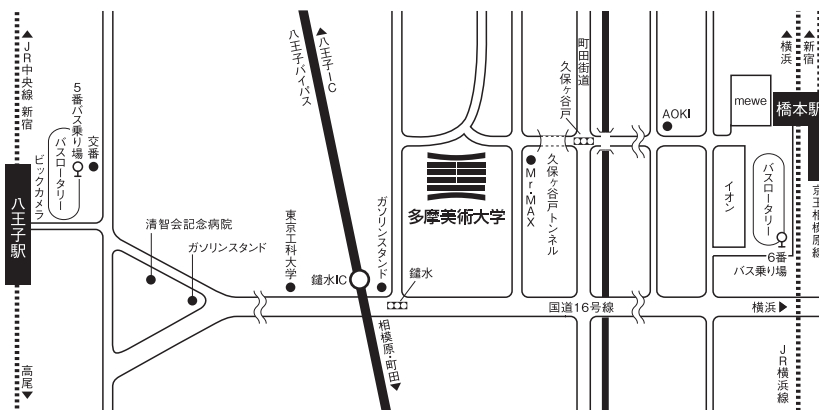 ▲JR中央線 新宿
5番バス乗り場
バスロータリー
交番
ビックカメラ
八王子駅
高尾▼
清智会記念病院
ガソリンスタンド
東京工科大学
▲八王子IC
八王子バイパス
鑓水IC
ガソリンスタンド
鑓水
相模原・町田▼
多摩美術大学
Mr.MAX
久保ヶ谷戸トンネル
久保ヶ谷戸
町田街道
国道16号線
AOKI
mewe
イオン
バスロータリー
6番
バス乗り場
▲横浜
▲新宿
橋本駅
京王相模原線
横浜▶
JR横浜線